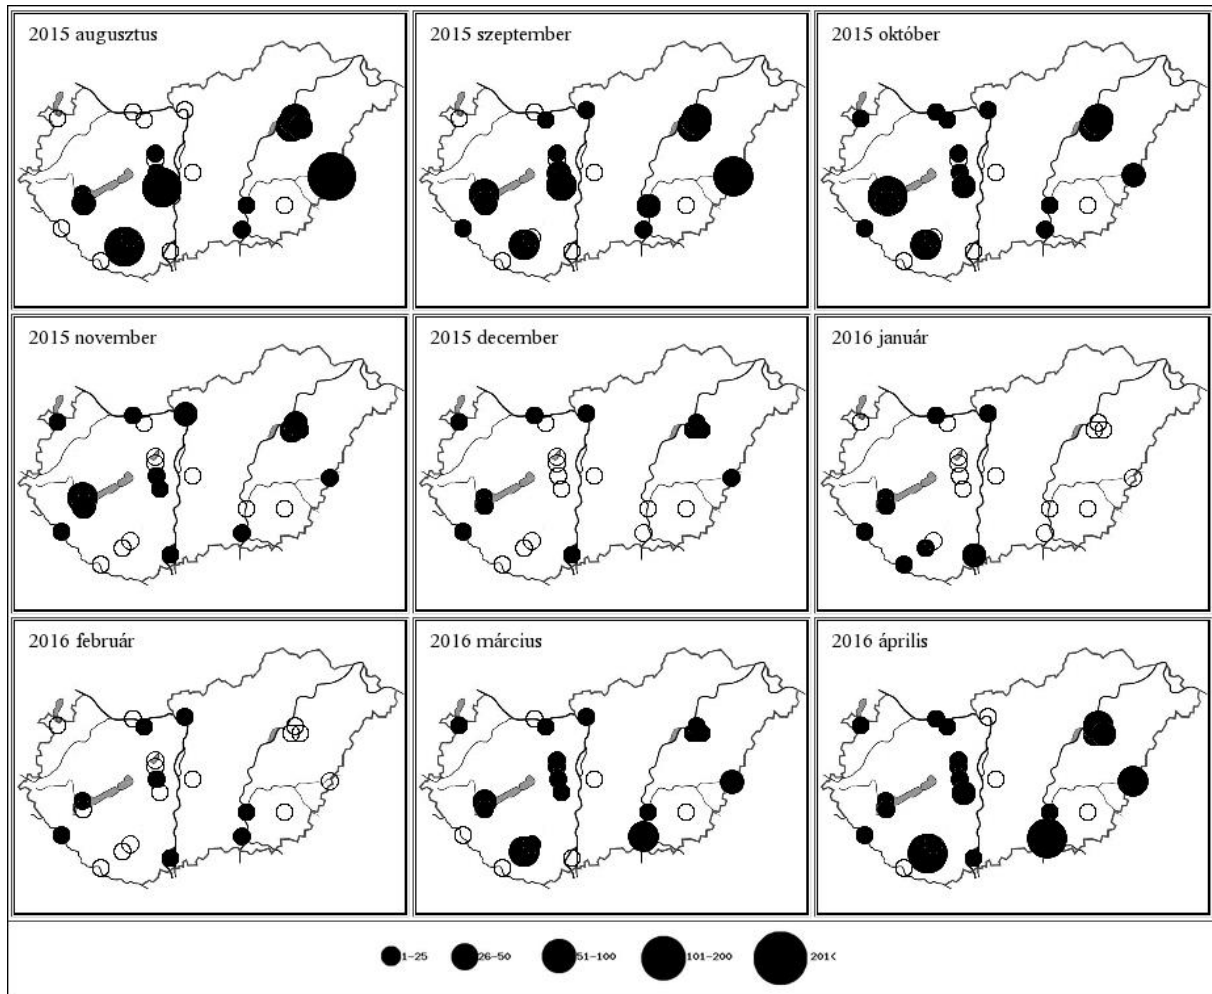 2015 augusztus
2015 szeptember
2015 október
2015 november
2015 december
2016 január
2016 február
2016 március
2016 április
1-25 26-50 51-100 101-200 201<